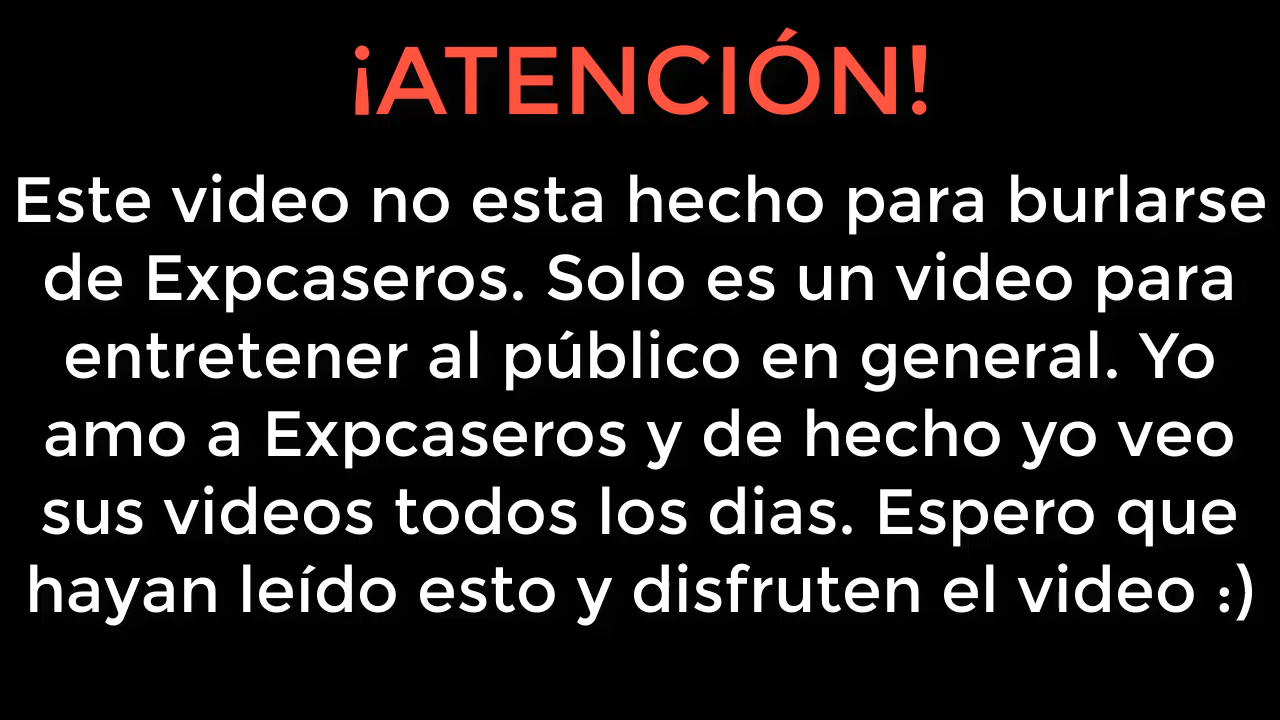 ¡ATENCIÓN!
Este video no esta hecho para burlarse
de Expcaseros. Solo es un video para
entretener al público en general. Yo
amo a Expcaseros y de hecho yo veo
sus videos todos los dias. Espero que
hayan leído esto y disfruten el video :)